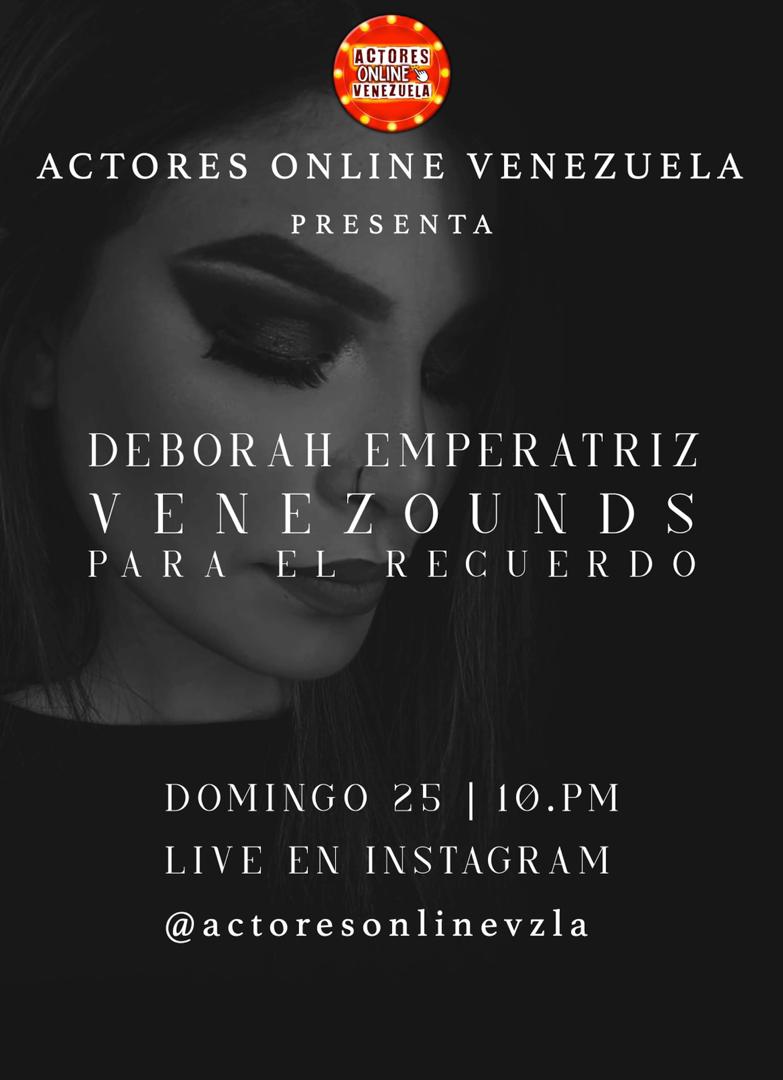 ACTORES
ONLINE
VENEZUELA
ACTORES ONLINE VENEZUELA
PRESENTA
DEBORAH EMPERATRIZ
VENEZOUNDS
PARA EL RECUERDO
DOMINGO 25 | 10.PM
LIVE EN INSTAGRAM
@actoresonlinevzla